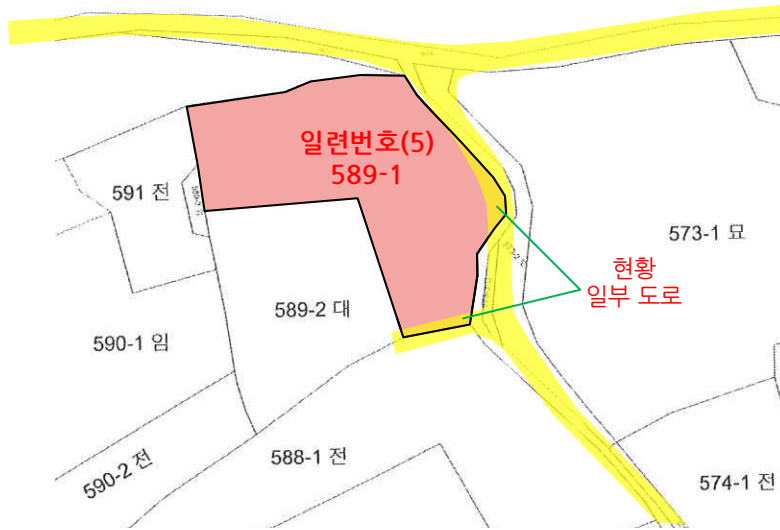 일련번호(5)
589-1
591 전
573-1 묘
현황
일부 도로
589-2 대
590-1 임
588-1 전
590-2 전
574-1 전